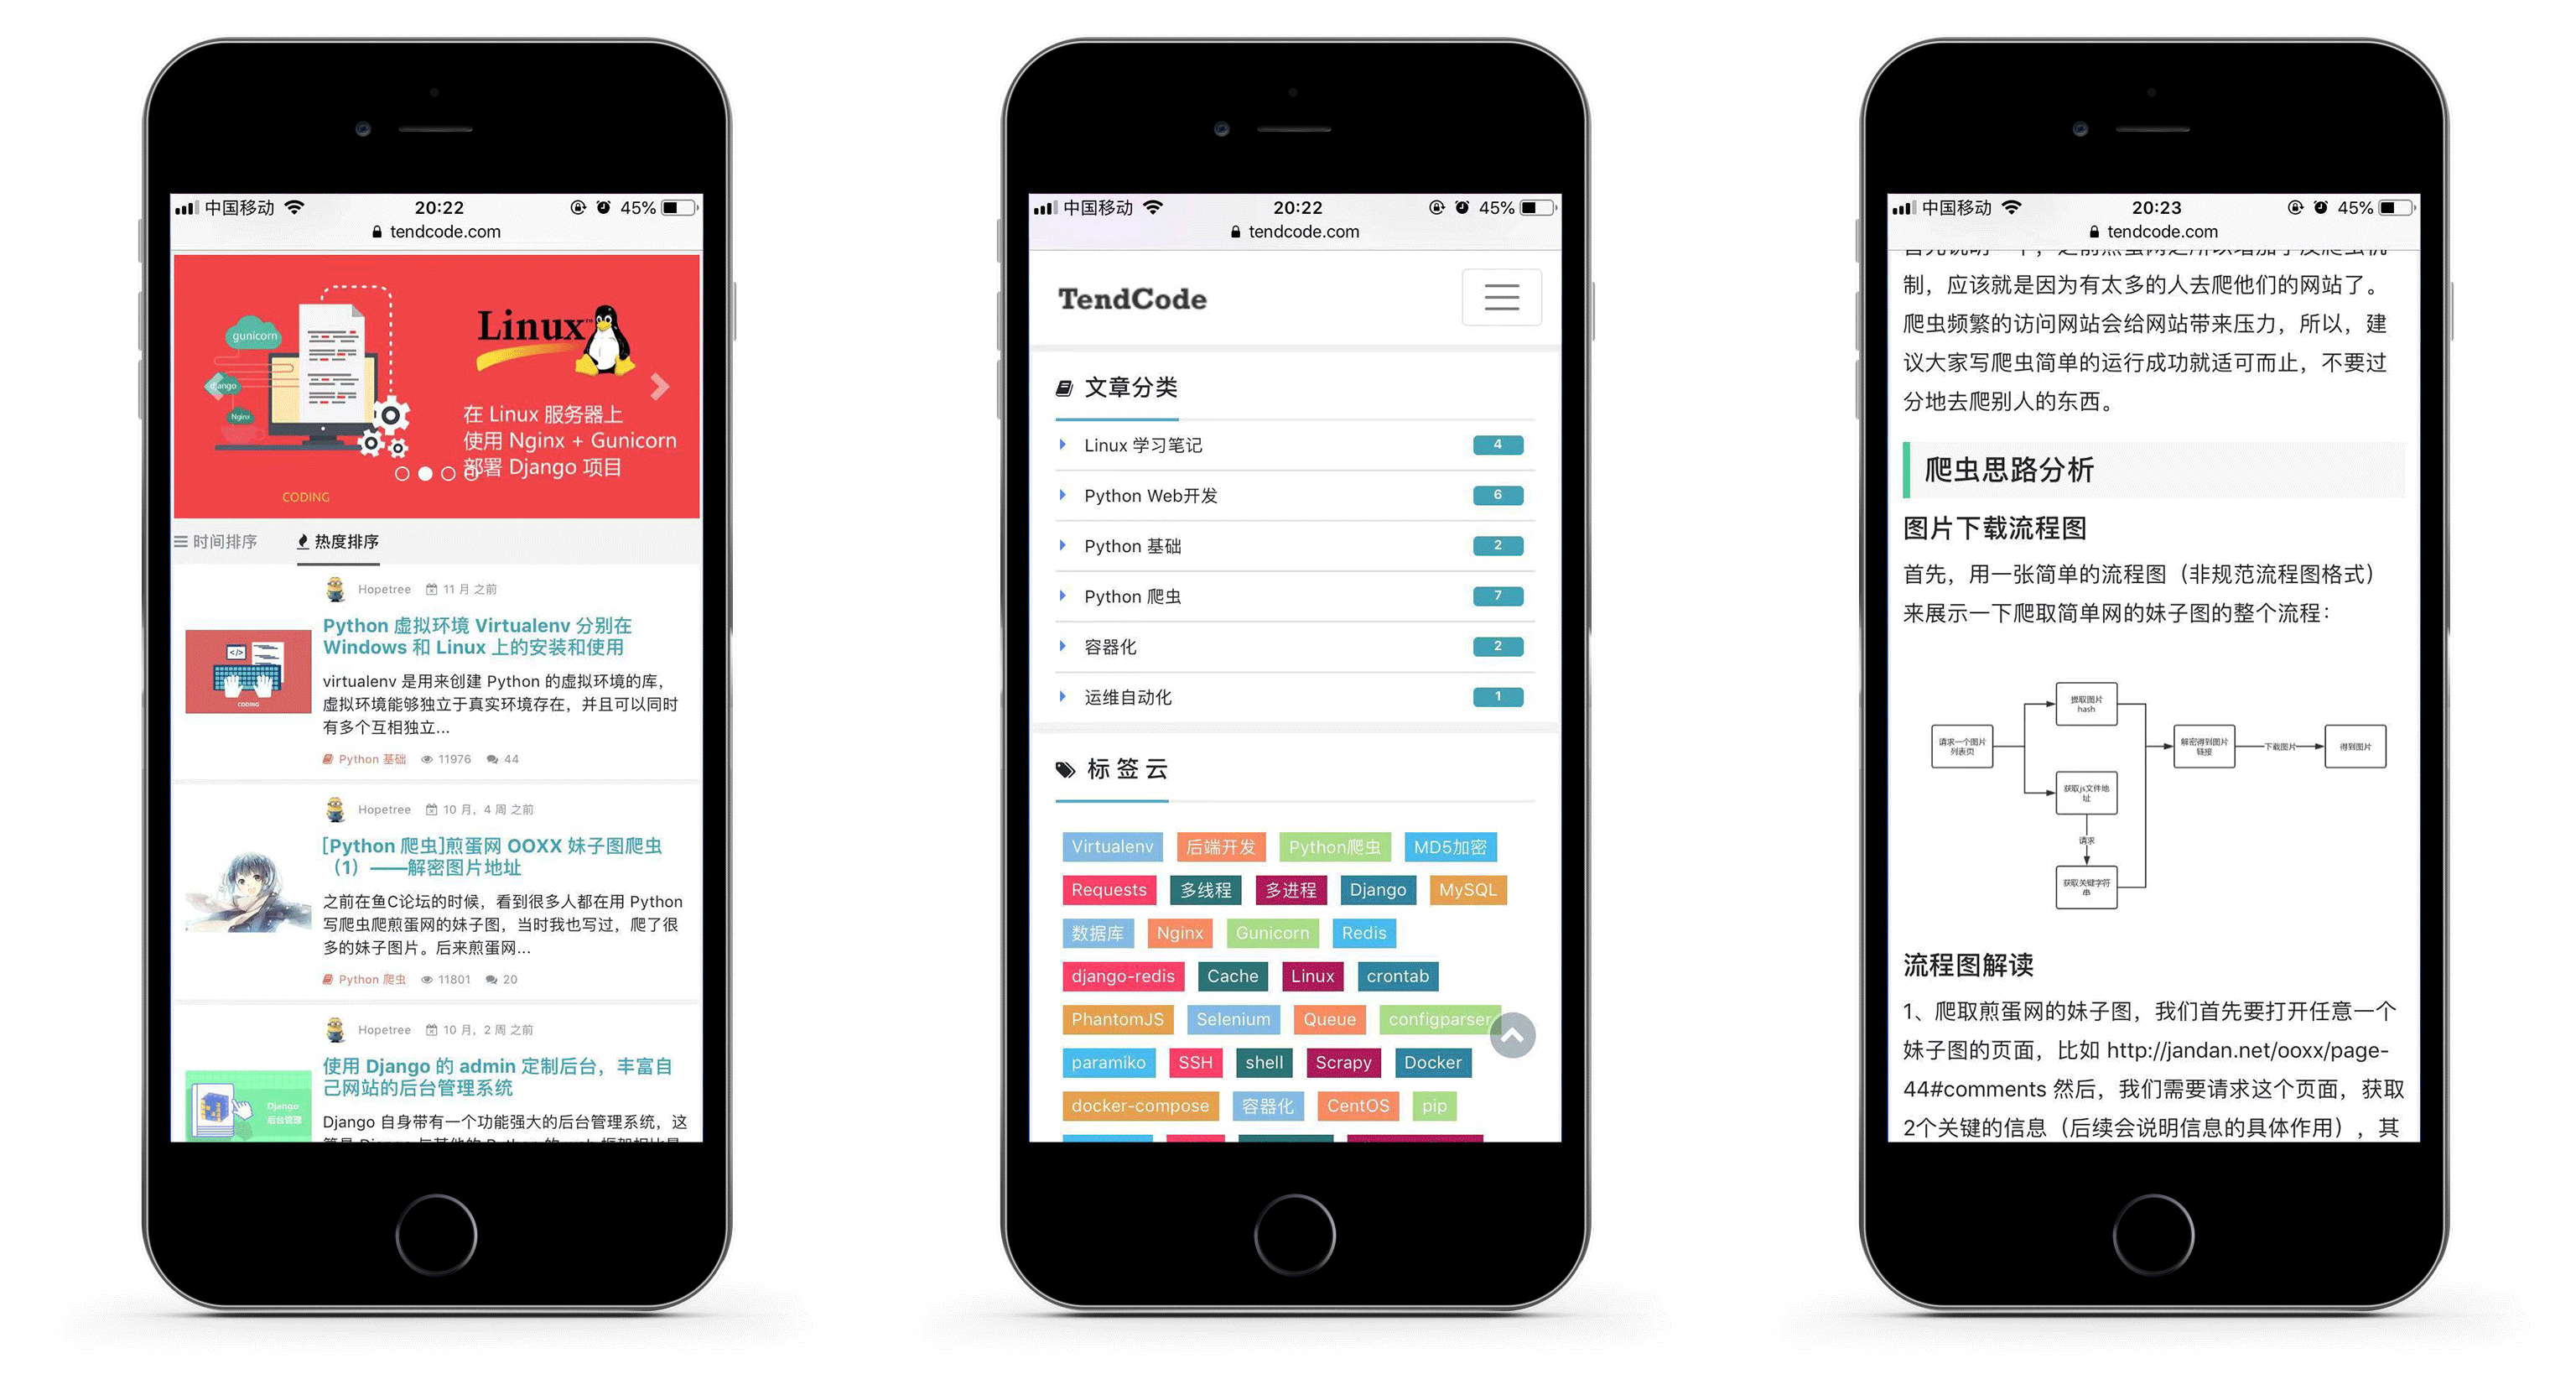 中国移动 20:22 45%
tendcode.com
gunicorn
django
Nginx
Linux
在 Linux 服务器上
使用 Nginx + Gunicorn
部署 Django 项目
CODING
时间排序 热度排序
Hopetree 11 月 之前
Python 虚拟环境 Virtualenv 分别在
Windows 和 Linux 上的安装和使用
virtualenv 是用来创建 Python 的虚拟环境的库，
虚拟环境能够独立于真实环境存在，并且可以同时
有多个互相独立...
CODING
Python 基础 11976 44
Hopetree 10 月，4 周 之前
[Python 爬虫]煎蛋网 OOXX 妹子图爬虫
（1）——解密图片地址
之前在鱼C论坛的时候，看到很多人都在用 Python
写爬虫爬煎蛋网的妹子图，当时我也写过，爬了很
多的妹子图片。后来煎蛋网...
Python 爬虫 11801 20
Hopetree 10 月，2 周 之前
使用 Django 的 admin 定制后台，丰富自
己网站的后台管理系统
Django
后台管理
Django 自身带有一个功能强大的后台管理系统，这
中国移动 20:22 45%
tendcode.com
TendCode
文章分类
Linux 学习笔记 4
Python Web开发 6
Python 基础 2
Python 爬虫 7
容器化 2
运维自动化 1
标 签 云
Virtualenv 后端开发 Python爬虫 MD5加密
Requests 多线程 多进程 Django MySQL
数据库 Nginx Gunicorn Redis
django-redis Cache Linux crontab
PhantomJS Selenium Queue configparser
paramiko SSH shell Scrapy Docker
docker-compose 容器化 CentOS pip
中国移动 20:23 45%
tendcode.com
制，应该就是因为有太多的人去爬他们的网站了。
爬虫频繁的访问网站会给网站带来压力，所以，建
议大家写爬虫简单的运行成功就适可而止，不要过
分地去爬别人的东西。
爬虫思路分析
图片下载流程图
首先，用一张简单的流程图（非规范流程图格式）
来展示一下爬取简单网的妹子图的整个流程：
请求一个图片
列表页
提取图片
hash
获取js文件地
址
请求
获取关键字符
串
解密得到图片
链接
下载图片
得到图片
流程图解读
1、爬取煎蛋网的妹子图，我们首先要打开任意一个
妹子图的页面，比如 http://jandan.net/ooxx/page-
44#comments 然后，我们需要请求这个页面，获取
2个关键的信息（后续会说明信息的具体作用），其